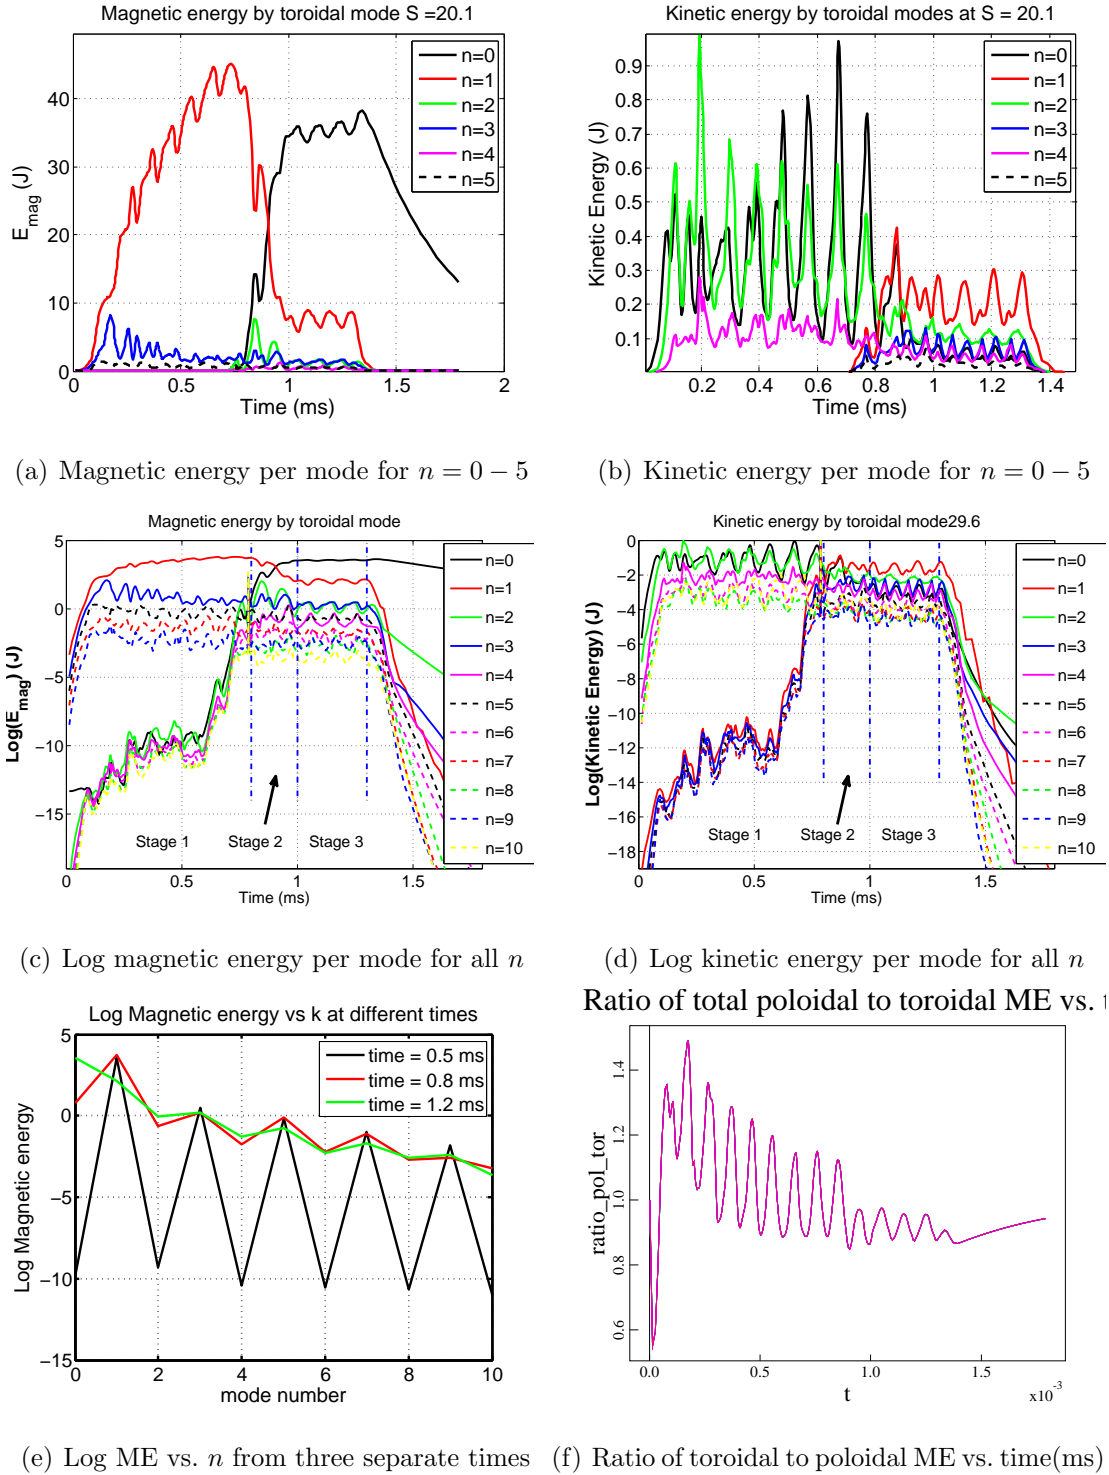 Magnetic energy by toroidal mode S =20.1
E_mag (J)
40
30
20
10
0
0
0.5
1
1.5
2
Time (ms)
n=0
n=1
n=2
n=3
n=4
n=5
(a) Magnetic energy per mode for n = 0 − 5
Kinetic energy by toroidal modes at S = 20.1
Kinetic Energy (J)
0.9
0.8
0.7
0.6
0.5
0.4
0.3
0.2
0.1
0.2
0.4
0.6
0.8
1
1.2
1.4
Time (ms)
n=0
n=1
n=2
n=3
n=4
n=5
(b) Kinetic energy per mode for n = 0 − 5
Magnetic energy by toroidal mode
Log(E_mag) (J)
5
0
−5
−10
−15
0
0.5
1
1.5
Time (ms)
Stage 1
Stage 2
Stage 3
n=0
n=1
n=2
n=3
n=4
n=5
n=6
n=7
n=8
n=9
n=10
(c) Log magnetic energy per mode for all n
Kinetic energy by toroidal mode29.6
Log(Kinetic Energy) (J)
0
−2
−4
−6
−8
−10
−12
−14
−16
−18
0
0.5
1
1.5
Time (ms)
Stage 1
Stage 2
Stage 3
n=0
n=1
n=2
n=3
n=4
n=5
n=6
n=7
n=8
n=9
n=10
(d) Log kinetic energy per mode for all n
Log Magnetic energy vs k at different times
Log Magnetic energy
5
0
−5
−10
−15
0
2
4
6
8
10
mode number
time = 0.5 ms
time = 0.8 ms
time = 1.2 ms
(e) Log ME vs. n from three separate times
Ratio of total poloidal to toroidal ME vs. t
ratio_pol_tor
1.4
1.2
1.0
0.8
0.6
0.0
0.5
1.0
1.5
x10⁻³
t
(f) Ratio of toroidal to poloidal ME vs. time(ms)